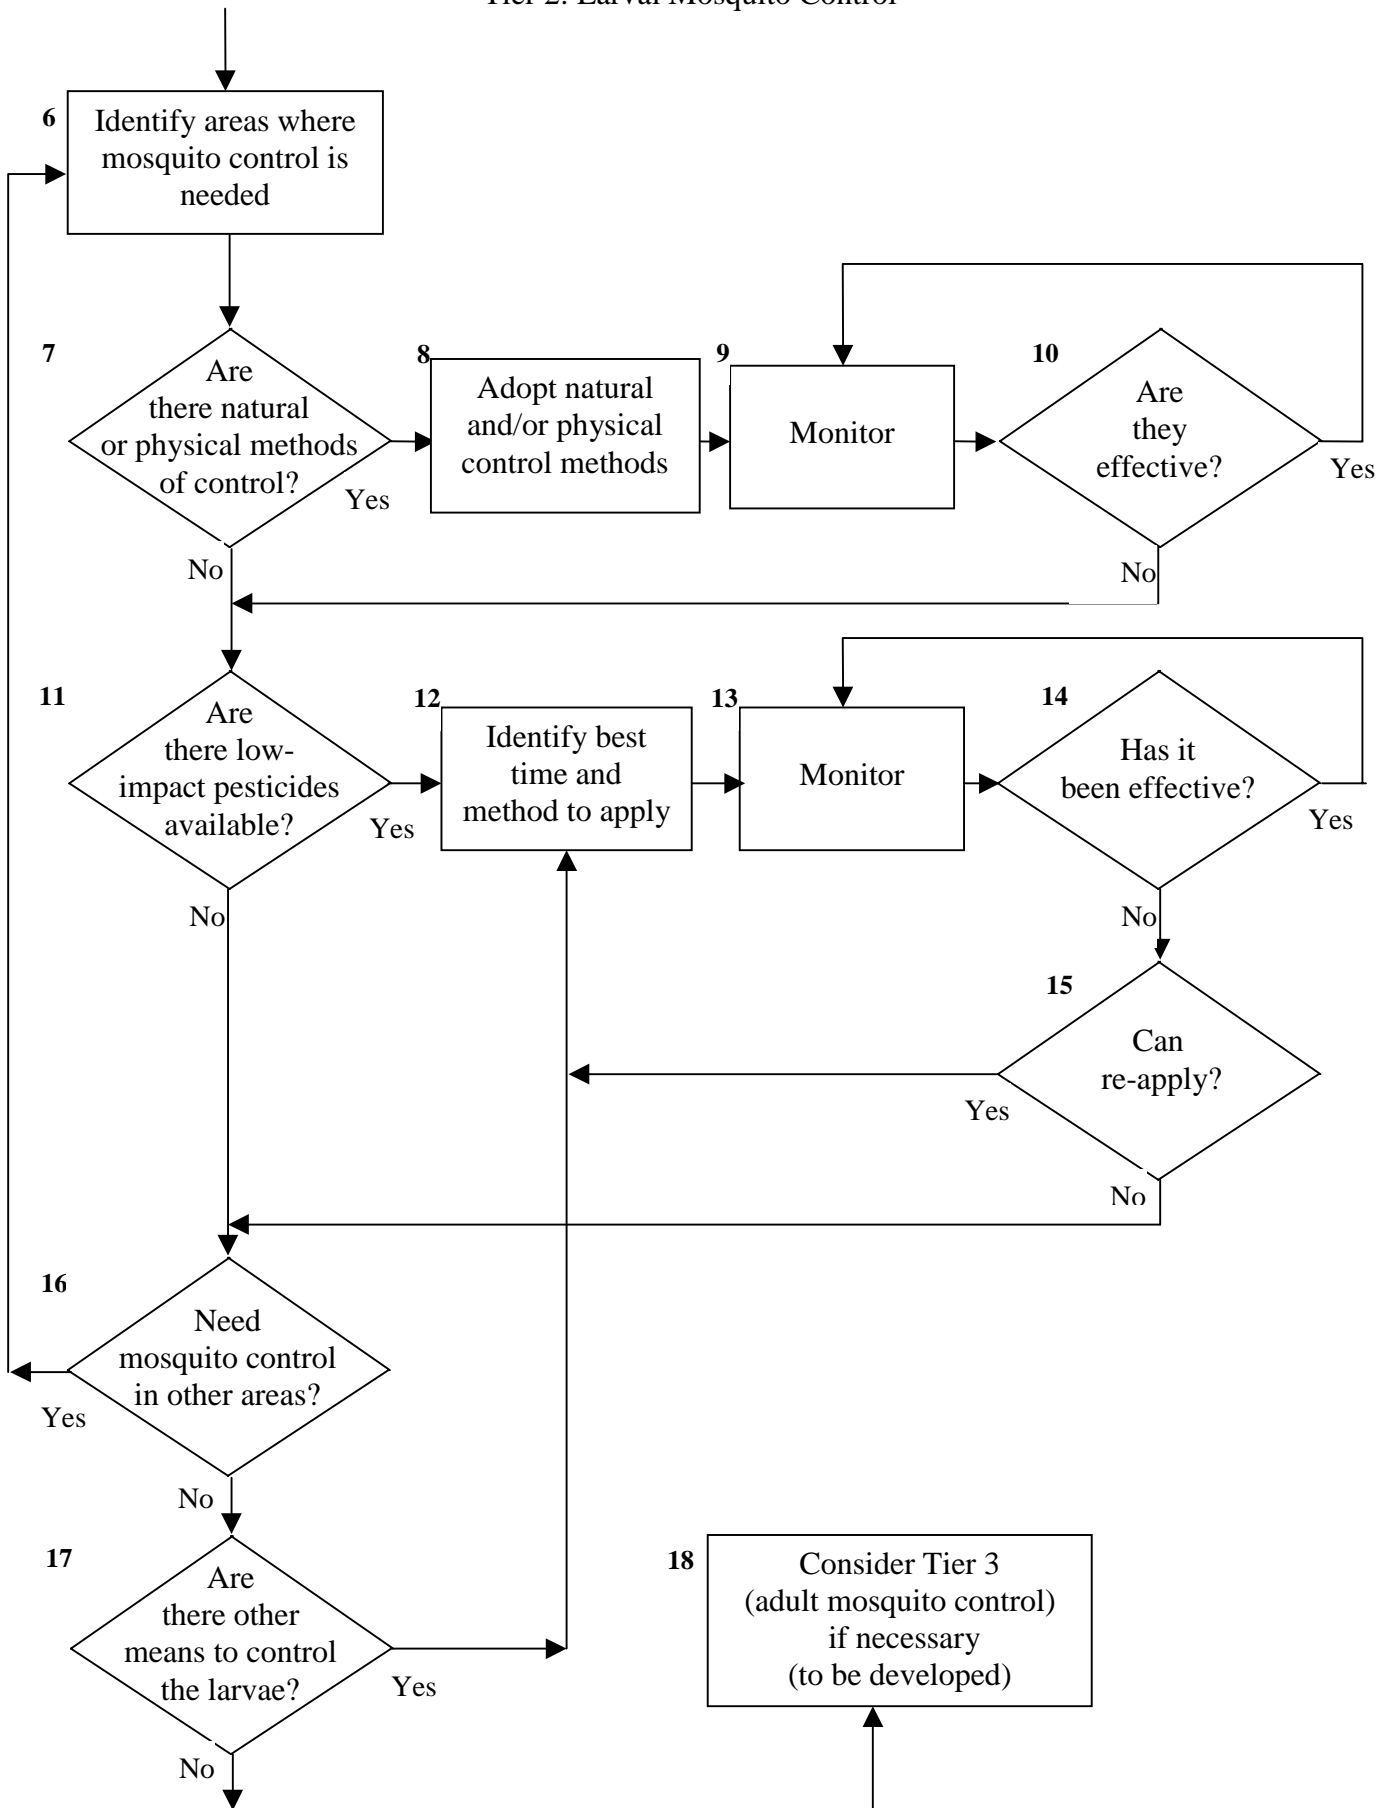 Tier 2: Larval Mosquito Control
6
Identify areas where
mosquito control is
needed
7
Are
there natural
or physical methods
of control?
Yes
No
8
Adopt natural
and/or physical
control methods
9
Monitor
10
Are
they
effective?
Yes
No
11
Are
there low-
impact pesticides
available?
Yes
No
12
Identify best
time and
method to apply
13
Monitor
14
Has it
been effective?
Yes
No
15
Can
re-apply?
Yes
No
16
Need
mosquito control
in other areas?
Yes
No
17
Are
there other
means to control
the larvae?
Yes
No
18
Consider Tier 3
(adult mosquito control)
if necessary
(to be developed)